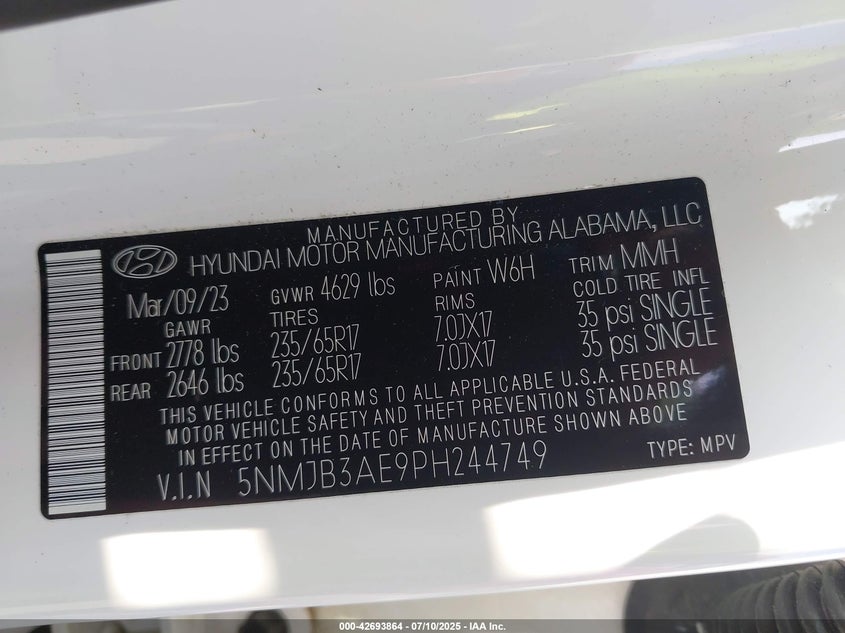 MANUFACTURED BY
HYUNDAI MOTOR MANUFACTURING ALABAMA, LLC
Mar/09/23 GVWR 4629 lbs PAINT W6H TRIM MMH
GAWR TIRES RIMS COLD TIRE INFL
FRONT 2778 lbs 235/65R17 7.0JX17 35 psi SINGLE
REAR 2646 lbs 235/65R17 7.0JX17 35 psi SINGLE
THIS VEHICLE CONFORMS TO ALL APPLICABLE U.S.A. FEDERAL
MOTOR VEHICLE SAFETY AND THEFT PREVENTION STANDARDS
IN EFFECT ON THE DATE OF MANUFACTURE SHOWN ABOVE
V.I.N 5NMJB3AE9PH244749 TYPE: MPV
000-42693864 - 07/10/2025 - IAA Inc.